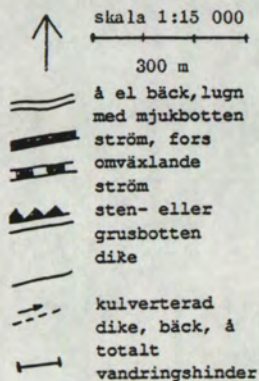 skala 1:15 000
300 m
å el bäck, lugn
med mjukbotten
ström, fors
omväxlande
ström
sten- eller
grusbotten
dike
kulverterad
dike, bäck, å
totalt
vandringshinder